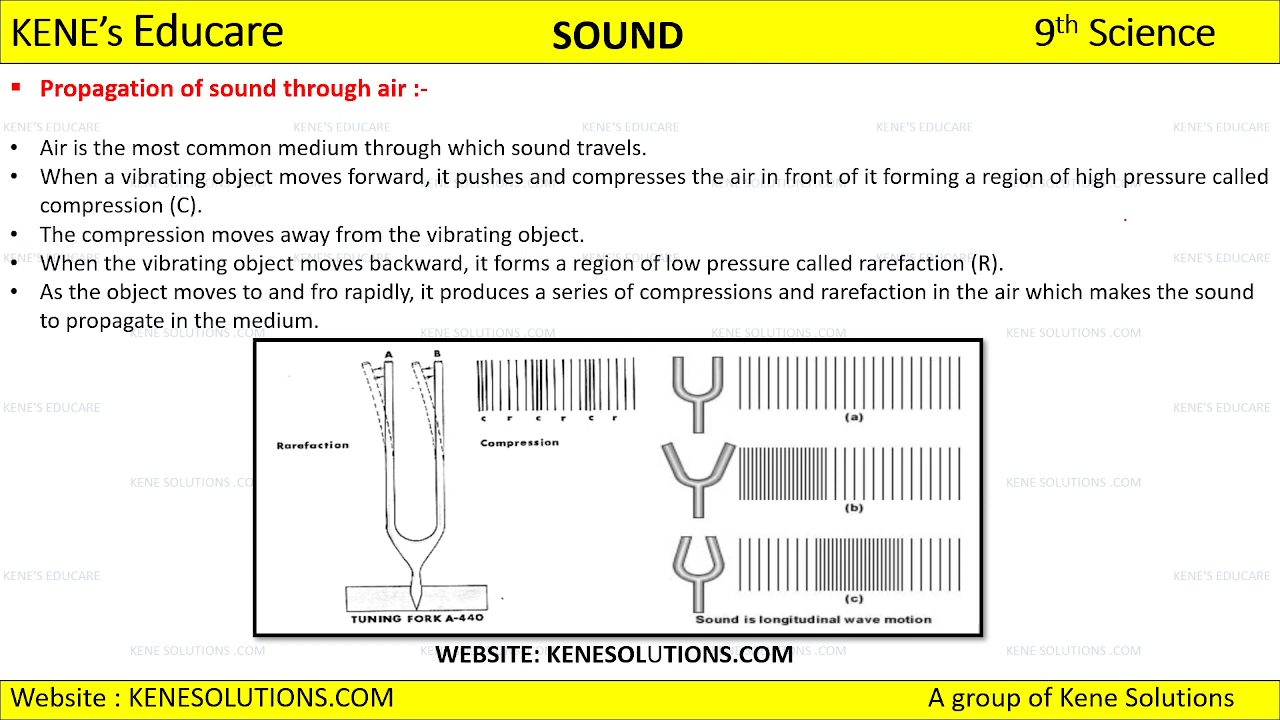 KENE's Educare
SOUND
9th Science
▪ Propagation of sound through air :-
KENE'S EDUCARE KENE'S EDUCARE KENE'S EDUCARE KENE'S EDUCARE KENE'S EDUCARE
• Air is the most common medium through which sound travels.
• When a vibrating object moves forward, it pushes and compresses the air in front of it forming a region of high pressure called
compression (C).
• The compression moves away from the vibrating object.
• When the vibrating object moves backward, it forms a region of low pressure called rarefaction (R).
• As the object moves to and fro rapidly, it produces a series of compressions and rarefaction in the air which makes the sound
to propagate in the medium.
KENE SOLUTIONS .COM KENE SOLUTIONS .COM KENE SOLUTIONS .COM KENE SOLUTIONS .COM
A B
c r c r c r
Rarefaction
Compression
TUNING FORK A-440
(a)
(b)
(c)
Sound is longitudinal wave motion
KENE'S EDUCARE KENE'S EDUCARE
KENE SOLUTIONS .CO KENE SOLUTIONS .COM
KENE'S EDUCARE KENE'S EDUCARE
KENE SOLUTIONS .COM KENE SOLUTIONS .COM
WEBSITE: KENESOLUTIONS.COM
Website : KENESOLUTIONS.COM
A group of Kene Solutions